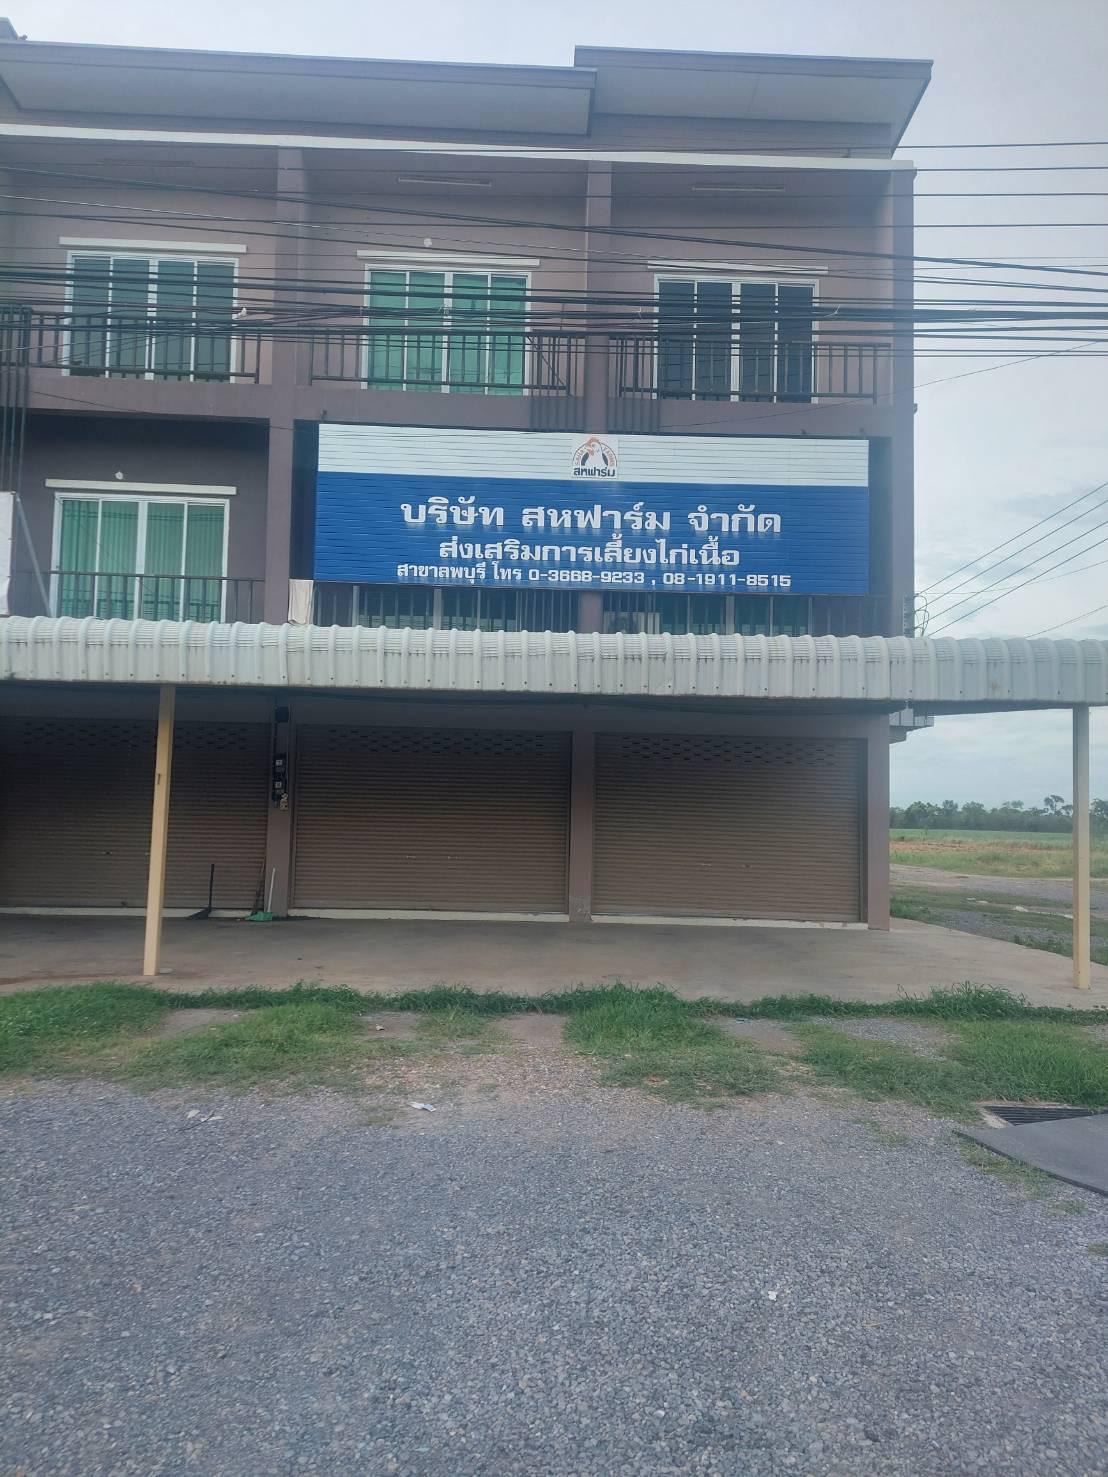 สหฟาร์ม
บริษัท สหฟาร์ม จำกัด
ส่งเสริมการเลี้ยงไก่เนื้อ
สาขาลพบุรี โทร 0-3668-9233 , 08-1911-8515